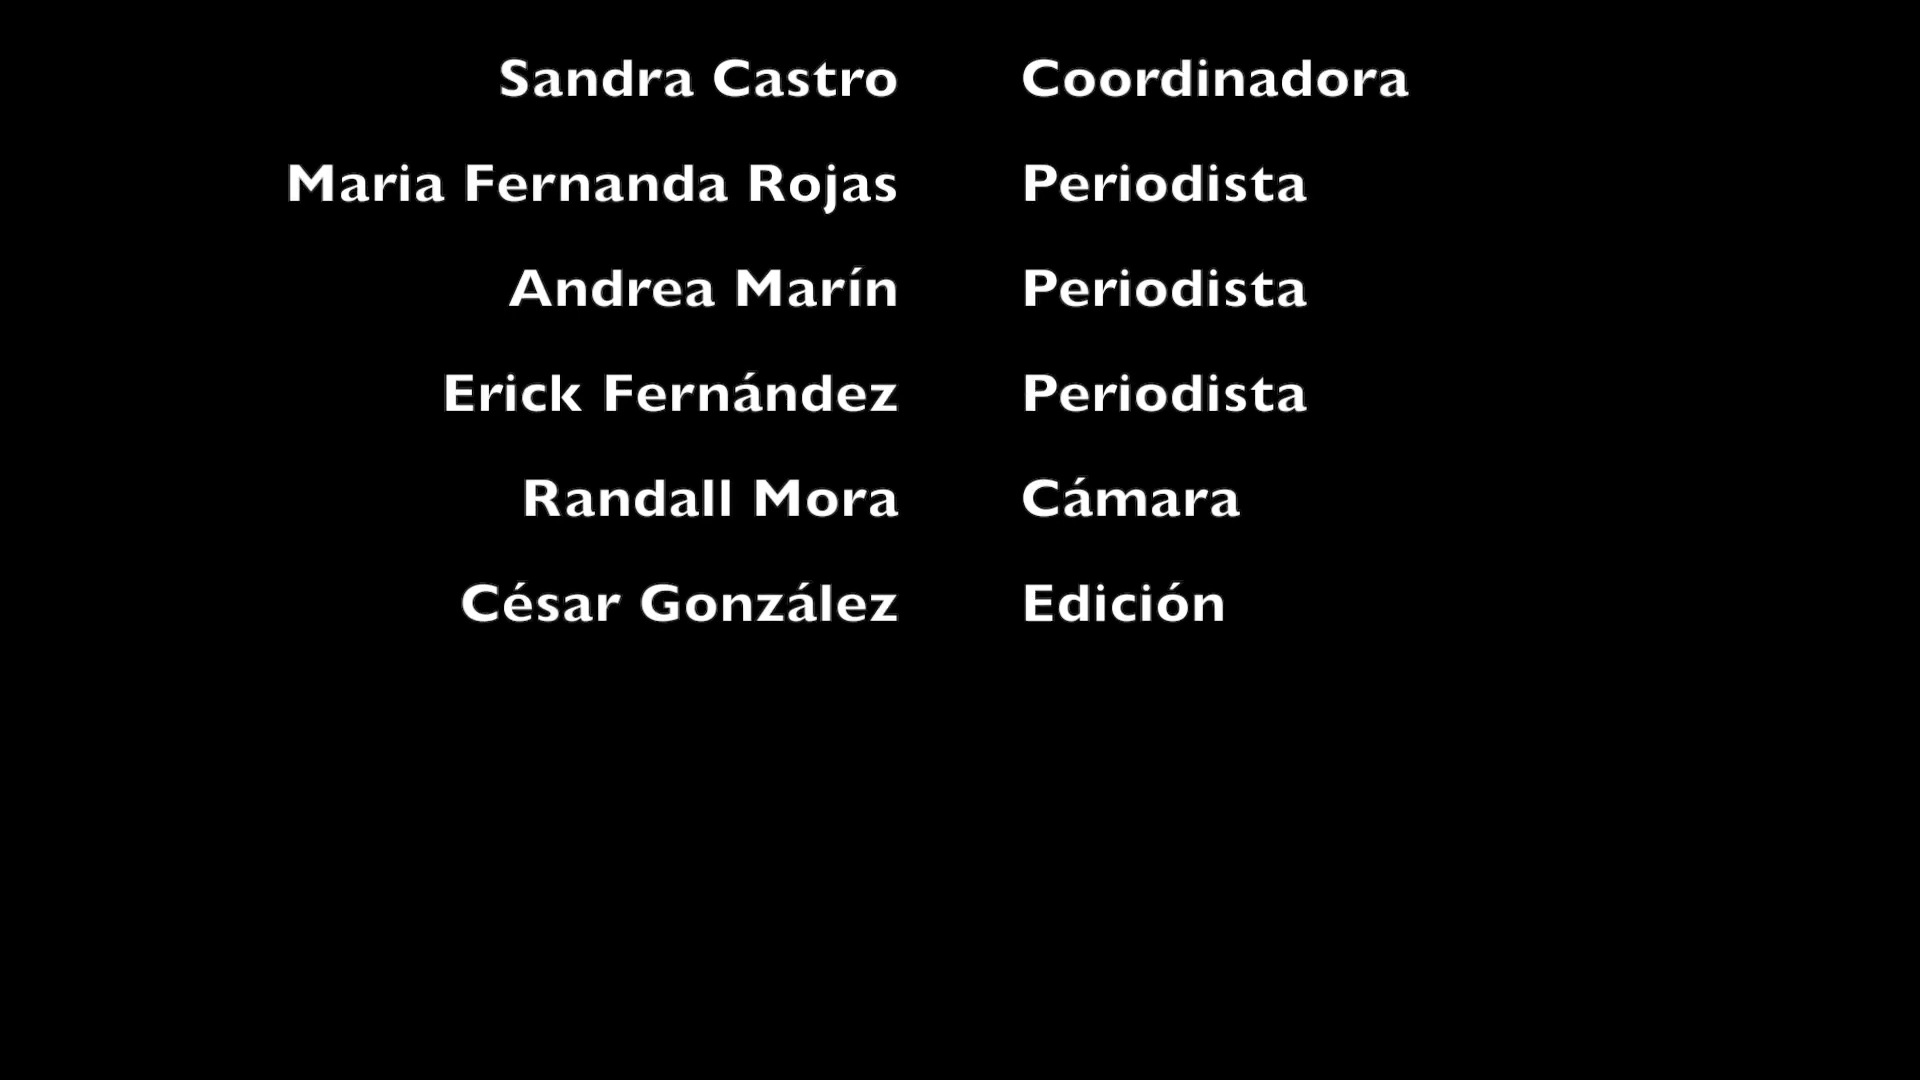 Sandra Castro Coordinadora
Maria Fernanda Rojas Periodista
Andrea Marín Periodista
Erick Fernández Periodista
Randall Mora Cámara
César González Edición